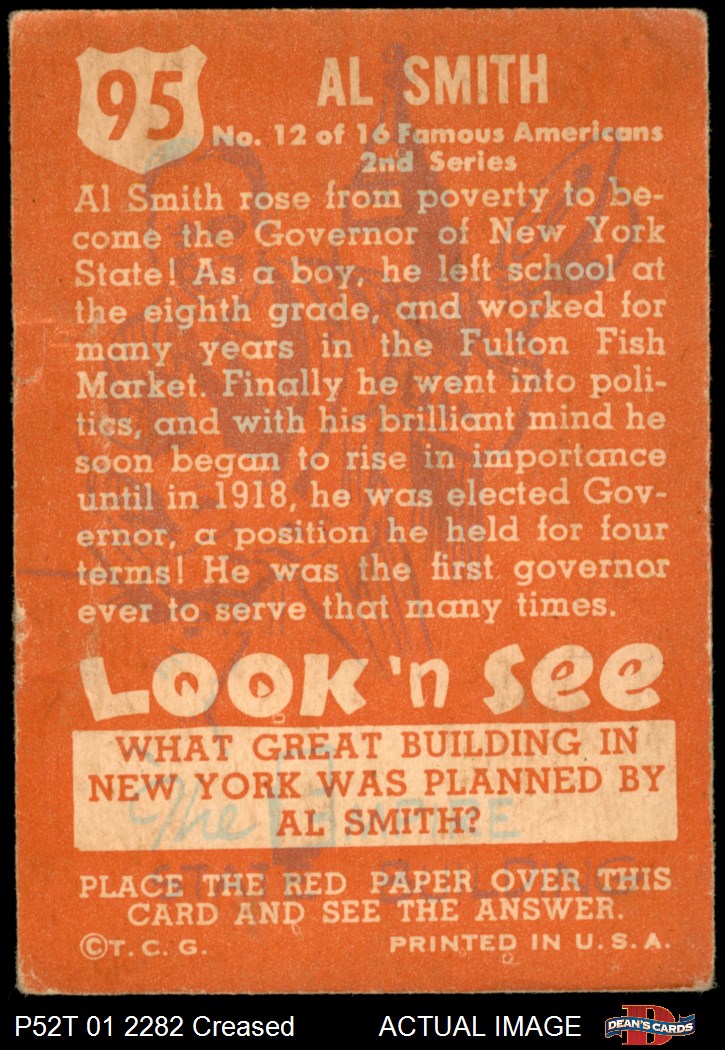 95
AL SMITH
No. 12 of 16 Famous Americans
2nd Series
Al Smith rose from poverty to be-
come the Governor of New York
State! As a boy, he left school at
the eighth grade, and worked for
many years in the Fulton Fish
Market. Finally he went into poli-
tics, and with his brilliant mind he
soon began to rise in importance
until in 1918, he was elected Gov-
ernor, a position he held for four
terms! He was the first governor
ever to serve that many times.
LOOK 'n SEE
WHAT GREAT BUILDING IN
NEW YORK WAS PLANNED BY
AL SMITH?
The EMPIRE
STATE BUILDING
PLACE THE RED PAPER OVER THIS
CARD AND SEE THE ANSWER.
©T. C. G.
PRINTED IN U. S. A.
P52T 01 2282 Creased
ACTUAL IMAGE
DEAN'S CARDS